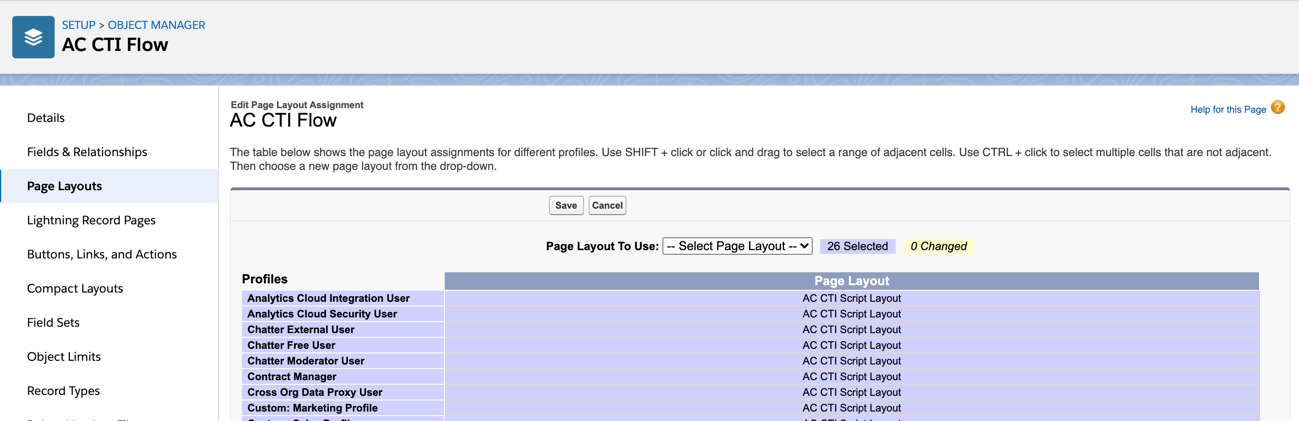 SETUP > OBJECT MANAGER
AC CTI Flow
Details
Fields & Relationships
Page Layouts
Lightning Record Pages
Buttons, Links, and Actions
Compact Layouts
Field Sets
Object Limits
Record Types
Edit Page Layout Assignment
AC CTI Flow
Help for this Page ?
The table below shows the page layout assignments for different profiles. Use SHIFT + click or click and drag to select a range of adjacent cells. Use CTRL + click to select multiple cells that are not adjacent.
Then choose a new page layout from the drop-down.
Save Cancel
Page Layout To Use: -- Select Page Layout -- 26 Selected 0 Changed
Profiles Page Layout
Analytics Cloud Integration User AC CTI Script Layout
Analytics Cloud Security User AC CTI Script Layout
Chatter External User AC CTI Script Layout
Chatter Free User AC CTI Script Layout
Chatter Moderator User AC CTI Script Layout
Contract Manager AC CTI Script Layout
Cross Org Data Proxy User AC CTI Script Layout
Custom: Marketing Profile AC CTI Script Layout